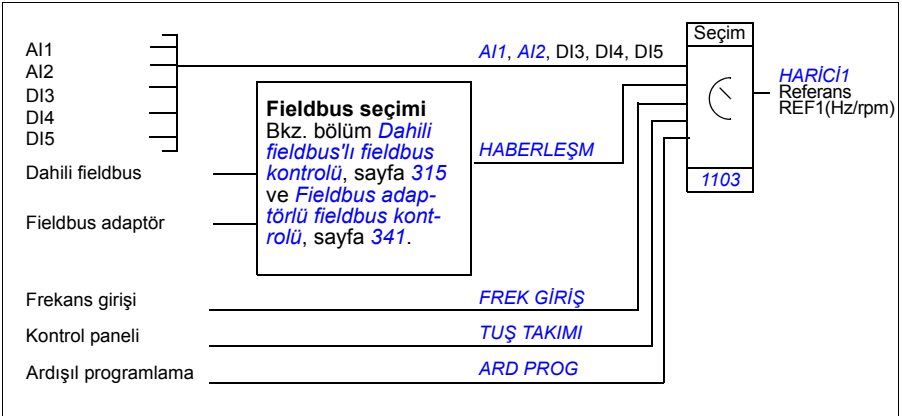 AI1
AI2
DI3
DI4
DI5
Dahili fieldbus
Fieldbus adaptör
Frekans girişi
Kontrol paneli
Ardışıl programlama
Fieldbus seçimi
Bkz. bölüm Dahili
fieldbus'lı fieldbus
kontrolü, sayfa 315
ve Fieldbus adap-
törlü fieldbus kont-
rolü, sayfa 341.
AI1, AI2, DI3, DI4, DI5
HABERLEŞM
FREK GİRİŞ
TUŞ TAKIMI
ARD PROG
Seçim
1103
HARİCİ1
Referans
REF1(Hz/rpm)